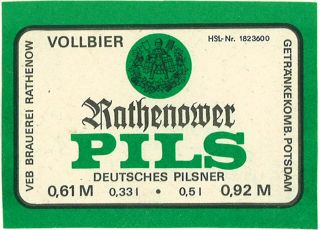 VOLLBIER
HSL-Nr. 1823600
VEB BRAUEREI RATHENOW
GETRÄNKEKOMB. POTSDAM
Rathenower
PILS
DEUTSCHES PILSNER
0,61 M 0,33 l • 0,5 l 0,92 M